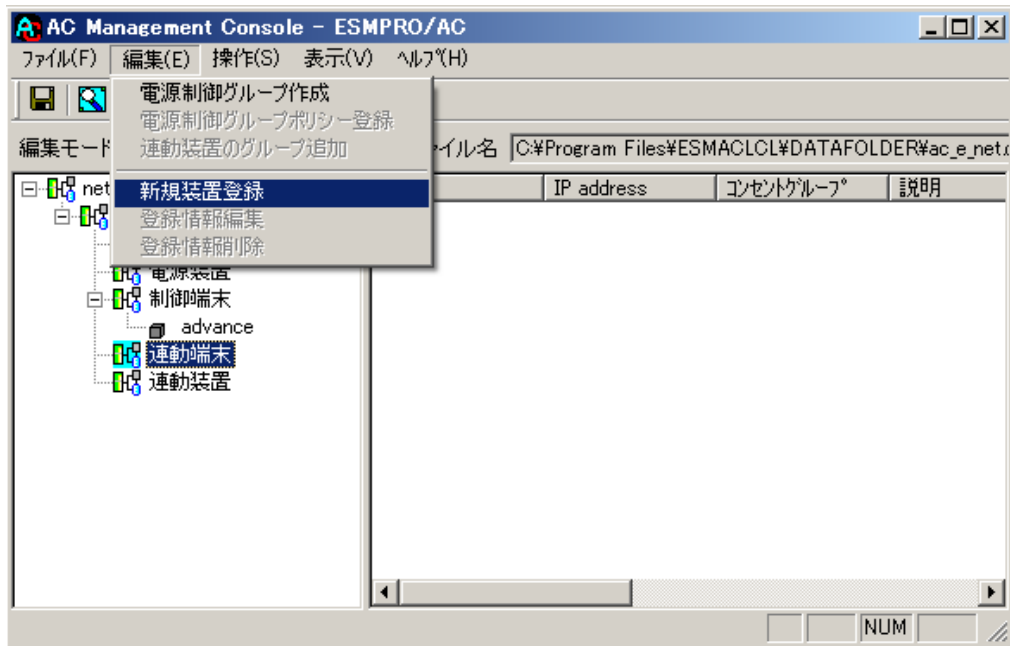 AC Management Console - ESMPRO/AC
ファイル(F) 編集(E) 操作(S) 表示(V) ヘルプ(H)
電源制御グループ作成
電源制御グループポリシー登録
連動装置のグループ追加
新規装置登録
登録情報編集
登録情報削除
編集モード
イル名 C:¥Program Files¥ESMACLCL¥DATAFOLDER¥ac_e_net.
net
IP address コンセントグループ 説明
電源装置
制御端末
advance
連動端末
連動装置
NUM